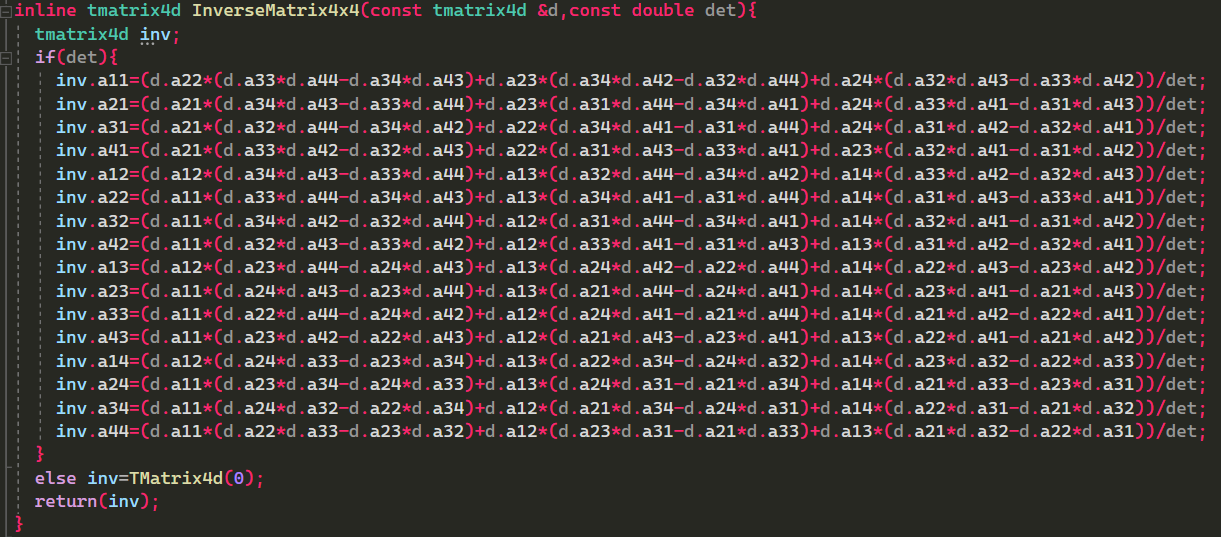 inline tmatrix4d InverseMatrix4x4(const tmatrix4d &d,const double det){
  tmatrix4d inv;
  if(det){
    inv.a11=(d.a22*(d.a33*d.a44-d.a34*d.a43)+d.a23*(d.a34*d.a42-d.a32*d.a44)+d.a24*(d.a32*d.a43-d.a33*d.a42))/det;
    inv.a21=(d.a21*(d.a34*d.a43-d.a33*d.a44)+d.a23*(d.a31*d.a44-d.a34*d.a41)+d.a24*(d.a33*d.a41-d.a31*d.a43))/det;
    inv.a31=(d.a21*(d.a32*d.a44-d.a34*d.a42)+d.a22*(d.a34*d.a41-d.a31*d.a44)+d.a24*(d.a31*d.a42-d.a32*d.a41))/det;
    inv.a41=(d.a21*(d.a33*d.a42-d.a32*d.a43)+d.a22*(d.a31*d.a43-d.a33*d.a41)+d.a23*(d.a32*d.a41-d.a31*d.a42))/det;
    inv.a12=(d.a12*(d.a34*d.a43-d.a33*d.a44)+d.a13*(d.a32*d.a44-d.a34*d.a42)+d.a14*(d.a33*d.a42-d.a32*d.a43))/det;
    inv.a22=(d.a11*(d.a33*d.a44-d.a34*d.a43)+d.a13*(d.a34*d.a41-d.a31*d.a44)+d.a14*(d.a31*d.a43-d.a33*d.a41))/det;
    inv.a32=(d.a11*(d.a34*d.a42-d.a32*d.a44)+d.a12*(d.a31*d.a44-d.a34*d.a41)+d.a14*(d.a32*d.a41-d.a31*d.a42))/det;
    inv.a42=(d.a11*(d.a32*d.a43-d.a33*d.a42)+d.a12*(d.a33*d.a41-d.a31*d.a43)+d.a13*(d.a31*d.a42-d.a32*d.a41))/det;
    inv.a13=(d.a12*(d.a23*d.a44-d.a24*d.a43)+d.a13*(d.a24*d.a42-d.a22*d.a44)+d.a14*(d.a22*d.a43-d.a23*d.a42))/det;
    inv.a23=(d.a11*(d.a24*d.a43-d.a23*d.a44)+d.a13*(d.a21*d.a44-d.a24*d.a41)+d.a14*(d.a23*d.a41-d.a21*d.a43))/det;
    inv.a33=(d.a11*(d.a22*d.a44-d.a24*d.a42)+d.a12*(d.a24*d.a41-d.a21*d.a44)+d.a14*(d.a21*d.a42-d.a22*d.a41))/det;
    inv.a43=(d.a11*(d.a23*d.a42-d.a22*d.a43)+d.a12*(d.a21*d.a43-d.a23*d.a41)+d.a13*(d.a22*d.a41-d.a21*d.a42))/det;
    inv.a14=(d.a12*(d.a24*d.a33-d.a23*d.a34)+d.a13*(d.a22*d.a34-d.a24*d.a32)+d.a14*(d.a23*d.a32-d.a22*d.a33))/det;
    inv.a24=(d.a11*(d.a23*d.a34-d.a24*d.a33)+d.a13*(d.a24*d.a31-d.a21*d.a34)+d.a14*(d.a21*d.a33-d.a23*d.a31))/det;
    inv.a34=(d.a11*(d.a24*d.a32-d.a22*d.a34)+d.a12*(d.a21*d.a34-d.a24*d.a31)+d.a14*(d.a22*d.a31-d.a21*d.a32))/det;
    inv.a44=(d.a11*(d.a22*d.a33-d.a23*d.a32)+d.a12*(d.a23*d.a31-d.a21*d.a33)+d.a13*(d.a21*d.a32-d.a22*d.a31))/det;
  }
  else inv=TMatrix4d(0);
  return(inv);
}